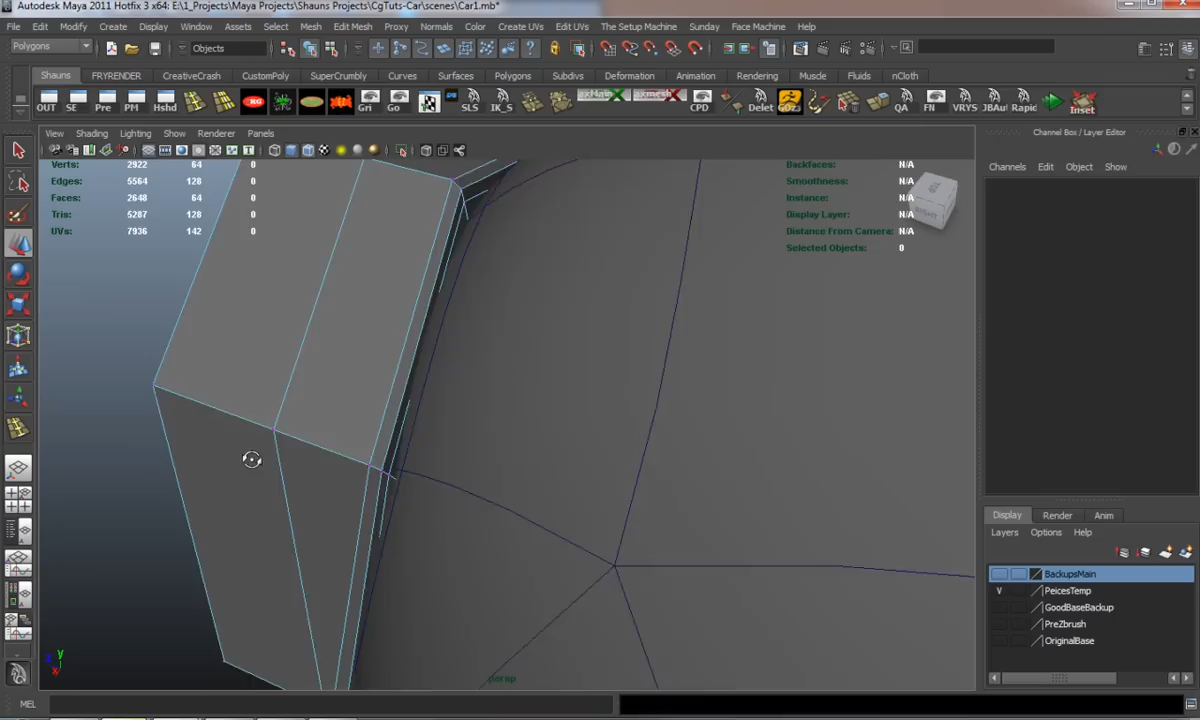 Autodesk Maya 2011 Hotfix 3 x64: E:\1_Projects\Maya Projects\Shauns Projects\CgTuts-Car\scenes\Car1.mb*
File Edit Modify Create Display Window Assets Select Mesh Edit Mesh Proxy Normals Color Create UVs Edit UVs The Setup Machine Sunday Face Machine Help
Polygons Objects
Shauns FRYRENDER CreativeCrash CustomPoly SuperCrumbly Curves Surfaces Polygons Subdivs Deformation Animation Rendering Muscle Fluids nCloth
OUT SE Pre PM Hshd Gri Go SLS IK_S CPD Delet GOZ QA FN VRYS JBAut Rapic Inset
View Shading Lighting Show Renderer Panels
Channel Box / Layer Editor
Channels Edit Object Show
Verts: 2922 64 0
Edges: 5564 128 0
Faces: 2648 64 0
Tris: 5287 128 0
UVs: 7936 142 0
Backfaces: N/A
Smoothness: N/A
Instance: N/A
Display Layer: N/A
Distance From Camera: N/A
Selected Objects: 0
RIGHT
Display Render Anim
Layers Options Help
BackupsMain
V PeicesTemp
GoodBaseBackup
PreZbrush
OriginalBase
y
z
x
persp
MEL